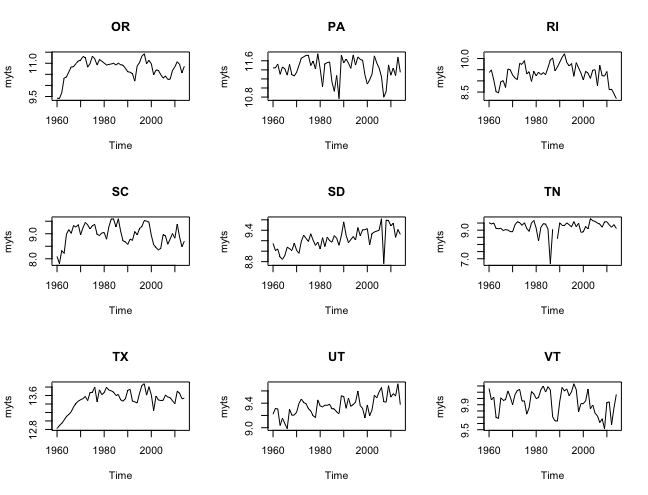 OR PA RI
myts 9.5 11.0 myts 10.8 11.6 myts 8.5 10.0
1960 1980 2000 1960 1980 2000 1960 1980 2000
Time Time Time
SC SD TN
myts 8.0 9.0 myts 8.8 9.4 myts 7.0 9.0
1960 1980 2000 1960 1980 2000 1960 1980 2000
Time Time Time
TX UT VT
myts 12.8 13.6 myts 9.0 9.4 myts 9.5 9.9
1960 1980 2000 1960 1980 2000 1960 1980 2000
Time Time Time